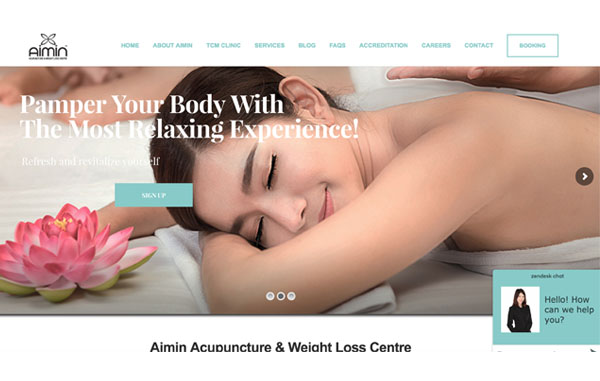 Aimin
HOME
ABOUT AIMIN
TCM CLINIC
SERVICES
BLOG
FAQS
ACCREDITATION
CAREERS
CONTACT
BOOKING
Pamper Your Body With
The Most Relaxing Experience!
Refresh and revitalize yourself
SIGN UP
zendesk chat
Hello! How
can we help
you?
Aimin Acupuncture & Weight Loss Centre